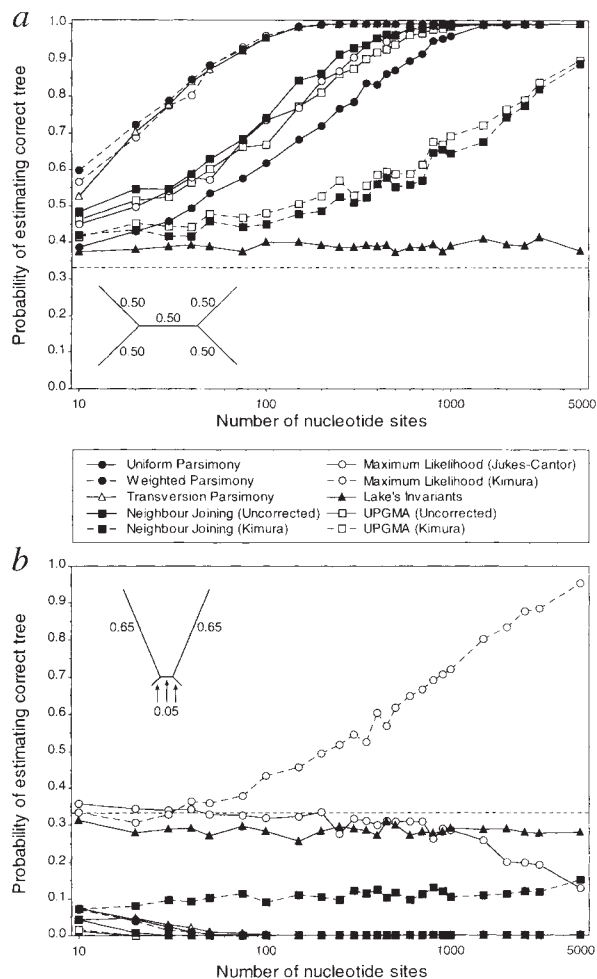 a
Probability of estimating correct tree
1.0
0.9
0.8
0.7
0.6
0.5
0.4
0.3
0.2
0.1
0.0
0.50
0.50
0.50
0.50
0.50
10
100
1000
5000
Number of nucleotide sites
Uniform Parsimony
Weighted Parsimony
Transversion Parsimony
Neighbour Joining (Uncorrected)
Neighbour Joining (Kimura)
Maximum Likelihood (Jukes-Cantor)
Maximum Likelihood (Kimura)
Lake's Invariants
UPGMA (Uncorrected)
UPGMA (Kimura)
b
Probability of estimating correct tree
1.0
0.9
0.8
0.7
0.6
0.5
0.4
0.3
0.2
0.1
0.0
0.65
0.65
0.05
10
100
1000
5000
Number of nucleotide sites